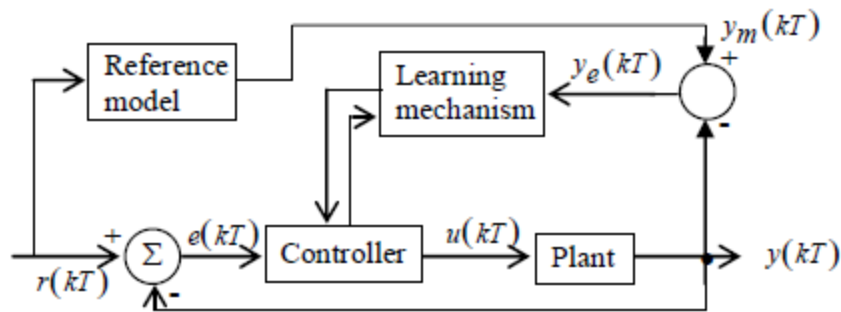 y_m(kT)
+
Reference
model
Learning
mechanism
y_e(kT)
-
+
Σ
e(kT)
Controller
u(kT)
Plant
y(kT)
r(kT)
-